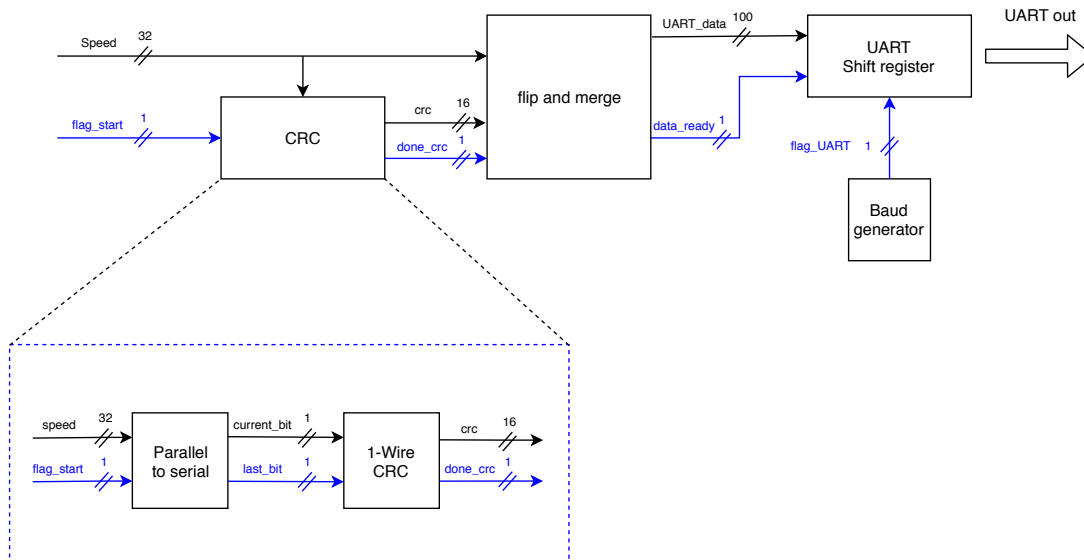 Speed
32
flag_start
1
CRC
crc
16
done_crc
1
flip and merge
UART_data
100
data_ready
1
UART
Shift register
UART out
flag_UART
1
Baud
generator
speed
32
flag_start
1
Parallel
to serial
current_bit
1
last_bit
1
1-Wire
CRC
crc
16
done_crc
1